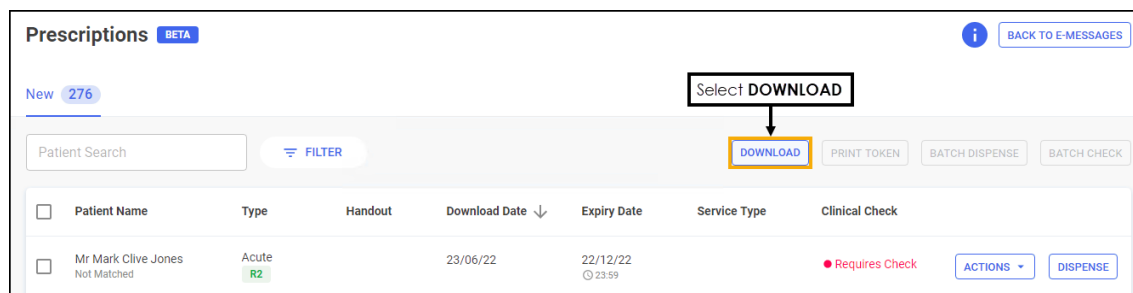 Prescriptions BETA
i BACK TO E-MESSAGES
New 276
Select DOWNLOAD
Patient Search FILTER DOWNLOAD PRINT TOKEN BATCH DISPENSE BATCH CHECK
Patient Name Type Handout Download Date Expiry Date Service Type Clinical Check
Mr Mark Clive Jones Acute 23/06/22 22/12/22 Requires Check ACTIONS DISPENSE
Not Matched R2 23:59